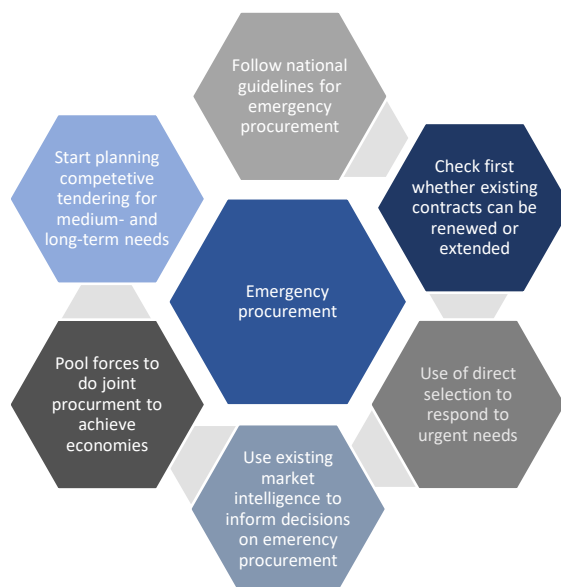 Follow national
guidelines for
emergency
procurement
Check first
whether existing
contracts can be
renewed or
extended
Use of direct
selection to
respond to
urgent needs
Use existing
market
intelligence to
inform decisions
on emerency
procurement
Pool forces to
do joint
procurment to
achieve
economies
Start planning
competetive
tendering for
medium- and
long-term needs
Emergency
procurement